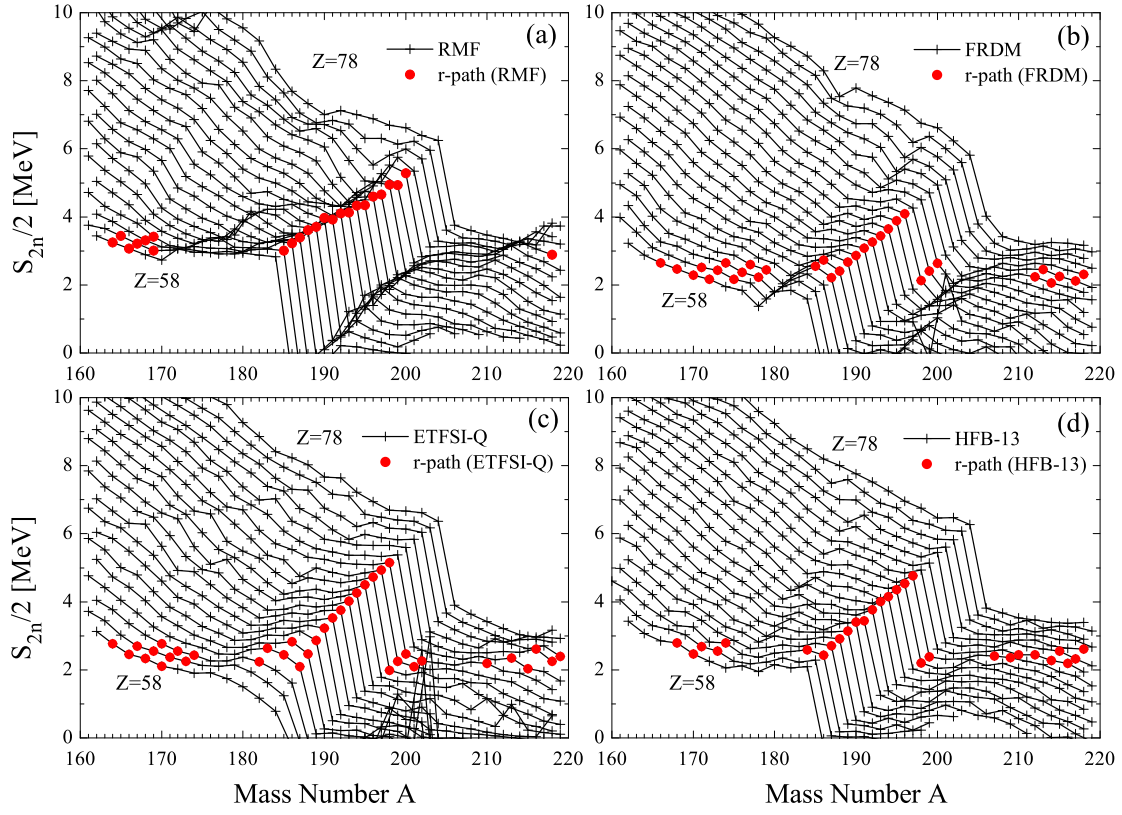 10
8
6
4
2
0
S2n/2 [MeV]
(a)
Z=78
RMF
r-path (RMF)
Z=58
160 170 180 190 200 210 220
10
8
6
4
2
0
(b)
Z=78
FRDM
r-path (FRDM)
Z=58
160 170 180 190 200 210 220
10
8
6
4
2
0
S2n/2 [MeV]
(c)
Z=78
ETFSI-Q
r-path (ETFSI-Q)
Z=58
160 170 180 190 200 210 220
Mass Number A
10
8
6
4
2
0
(d)
Z=78
HFB-13
r-path (HFB-13)
Z=58
160 170 180 190 200 210 220
Mass Number A